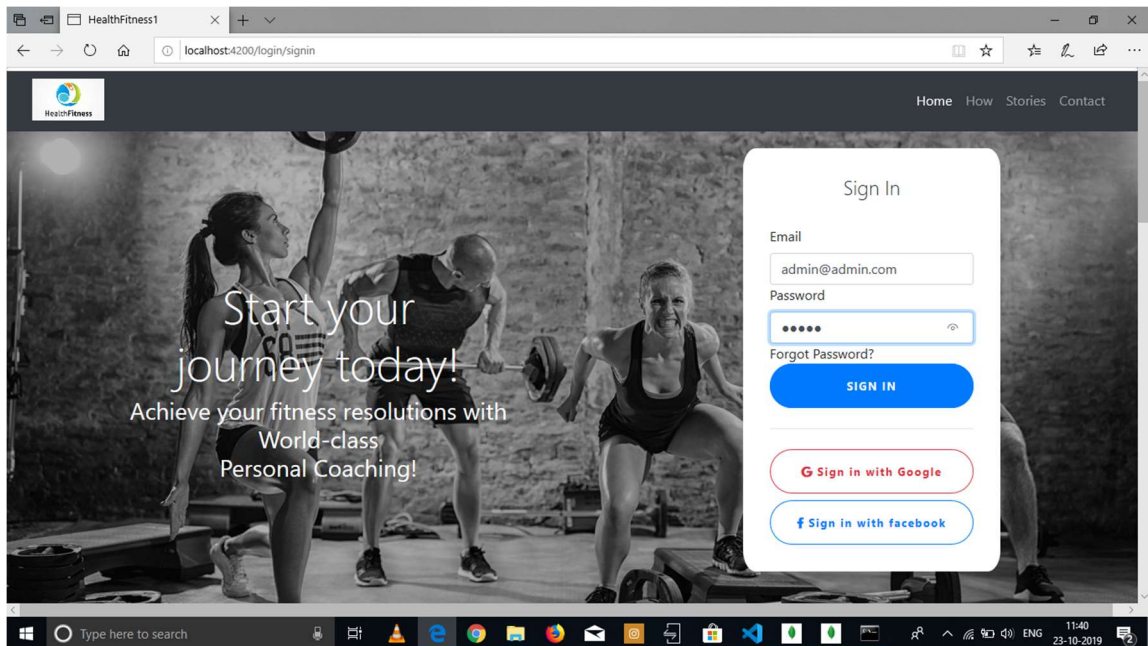 HealthFitness1
localhost:4200/login/signin
HealthFitness
Home How Stories Contact
Start your
journey today!
Achieve your fitness resolutions with
World-class
Personal Coaching!
Sign In
Email
admin@admin.com
Password
Forgot Password?
SIGN IN
G Sign in with Google
f Sign in with facebook
Type here to search
ENG
11:40
23-10-2019
2